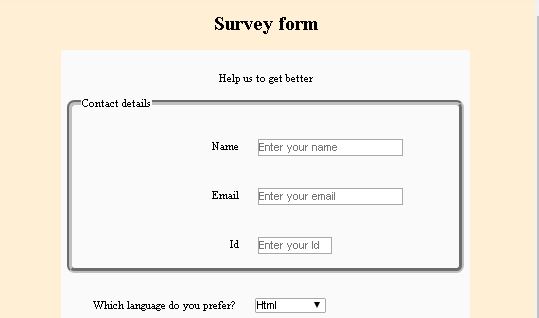 Survey form
Help us to get better
Contact details
Name Enter your name
Email Enter your email
Id Enter your Id
Which language do you prefer? Html